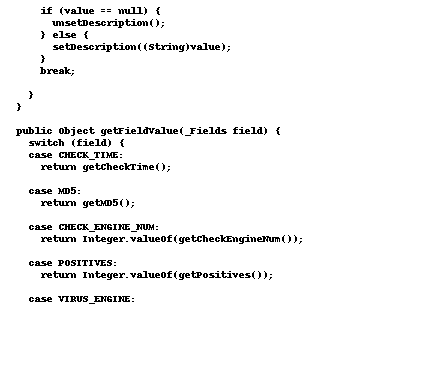 if (value == null) {
unsetDescription();
} else {
setDescription((String)value);
}
break;
}
}
public Object getFieldValue(_Fields field) {
switch (field) {
case CHECK_TIME:
return getCheckTime();
case MD5:
return getMD5();
case CHECK_ENGINE_NUM:
return Integer.valueOf(getCheckEngineNum());
case POSITIVES:
return Integer.valueOf(getPositives());
case VIRUS_ENGINE: